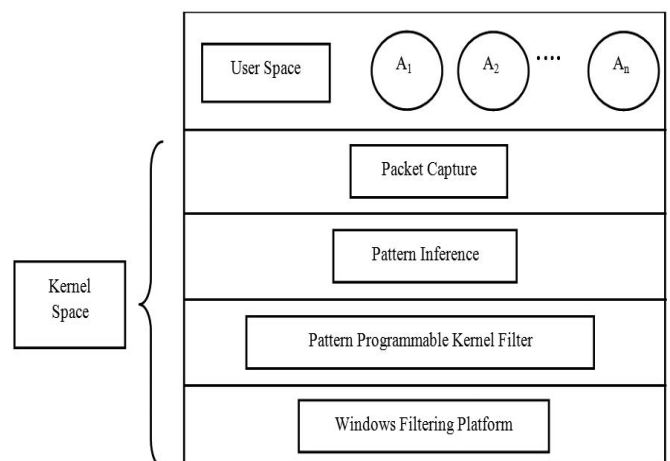 User Space
A₁
A₂
....
Aₙ
Packet Capture
Pattern Inference
Kernel
Space
Pattern Programmable Kernel Filter
Windows Filtering Platform